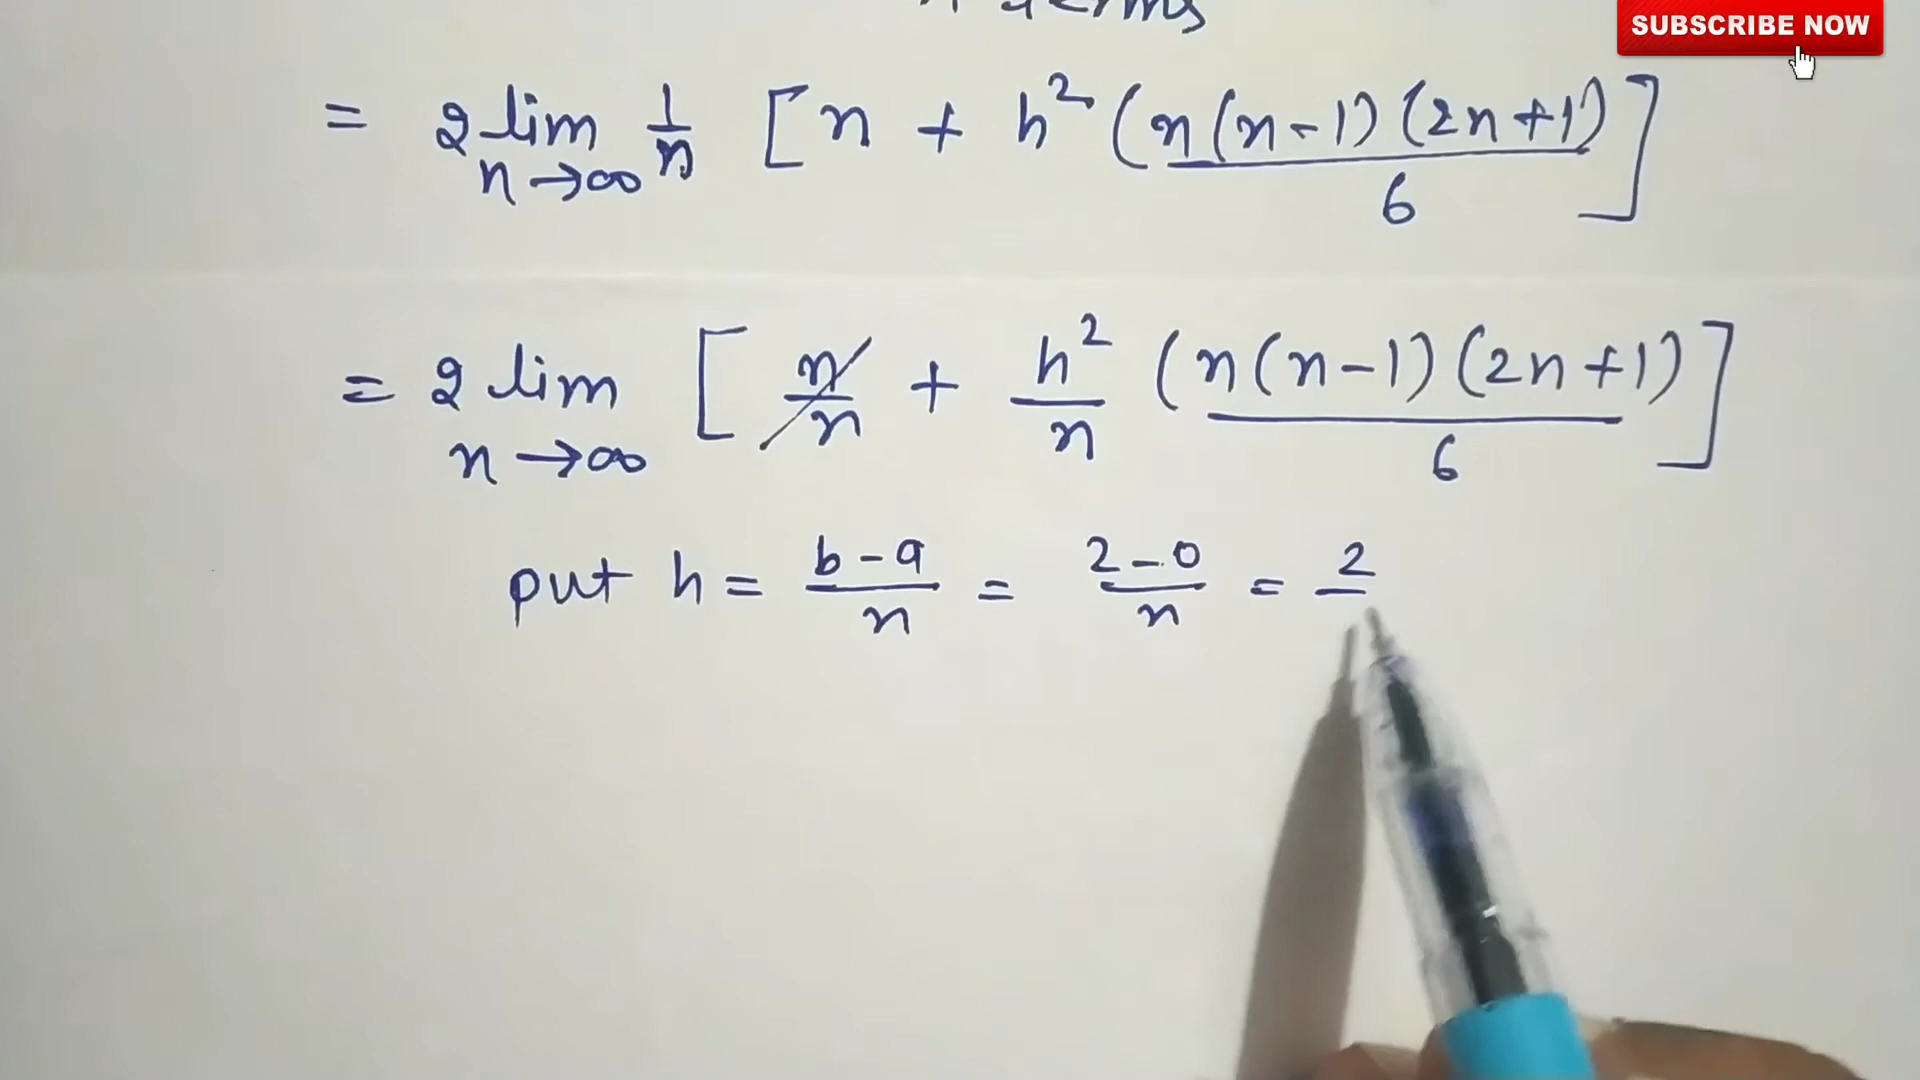 n terms
SUBSCRIBE NOW
= 2 lim n→∞ 1/n [ n + h² (n(n-1)(2n+1)/6 ]
= 2 lim n→∞ [ n/n + h²/n (n(n-1)(2n+1)/6 ]
put h = b-a/n = 2-0/n = 2/